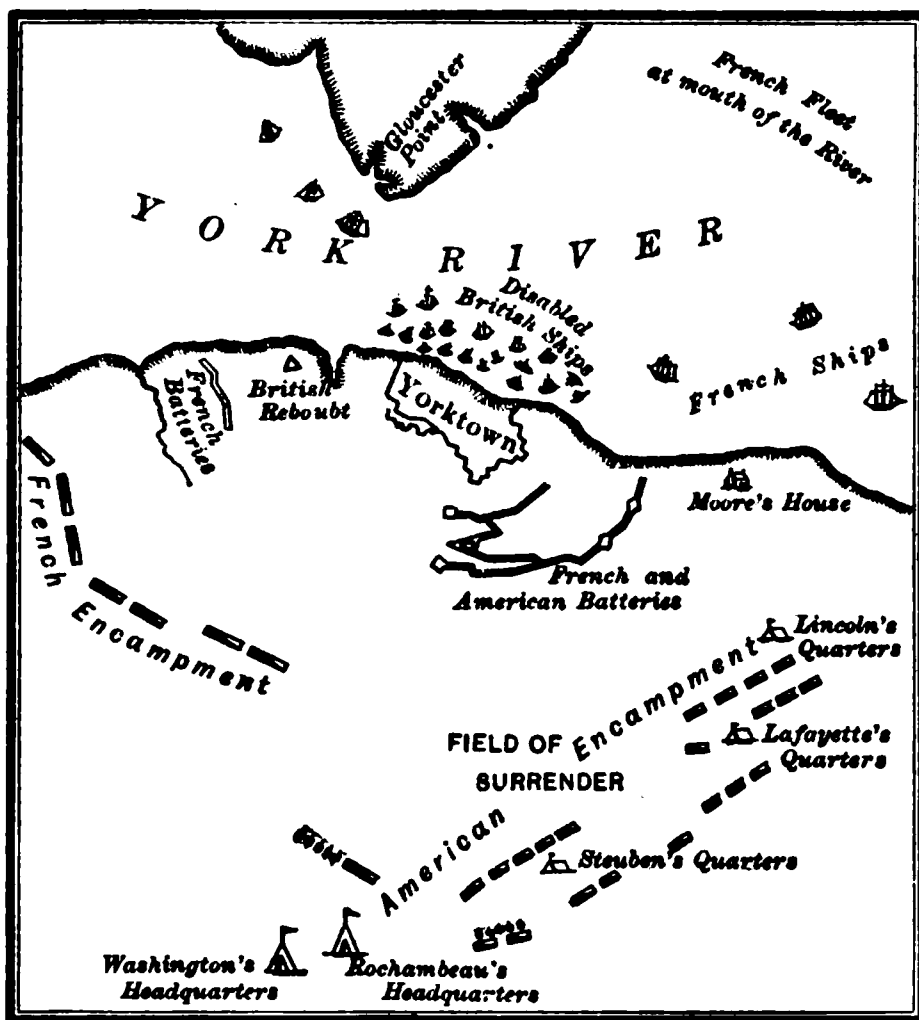 French Fleet
at mouth of the River
Gloucester
Point
YORK RIVER
Disabled
British Ships
French Ships
French
Batteries
British
Reboubt
Yorktown
Moore's House
French and
American Batteries
French Encampment
Lincoln's
Quarters
American Encampment
FIELD OF
SURRENDER
Lafayette's
Quarters
Steuben's Quarters
Washington's
Headquarters
Rochambeau's
Headquarters